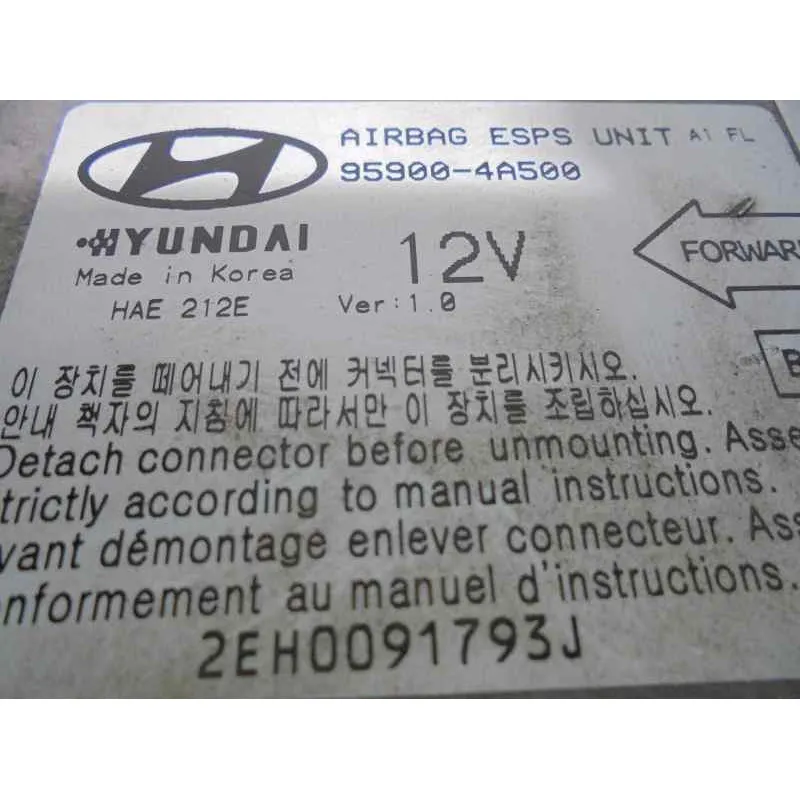 AIRBAG ESPS UNIT A1 FL
95900-4A500
HYUNDAI
12V
FORWAR
Made in Korea
HAE 212E
Ver:1.0
B
이 장치를 떼어내기 전에 커넥터를 분리시키시오.
안내 책자의 지침에 따라서만 이 장치를 조립하십시오.
Detach connector before unmounting. Asse
trictly according to manual instructions.
vant démontage enlever connecteur. Ass
onformement au manuel d'instructions.
2EH0091793J